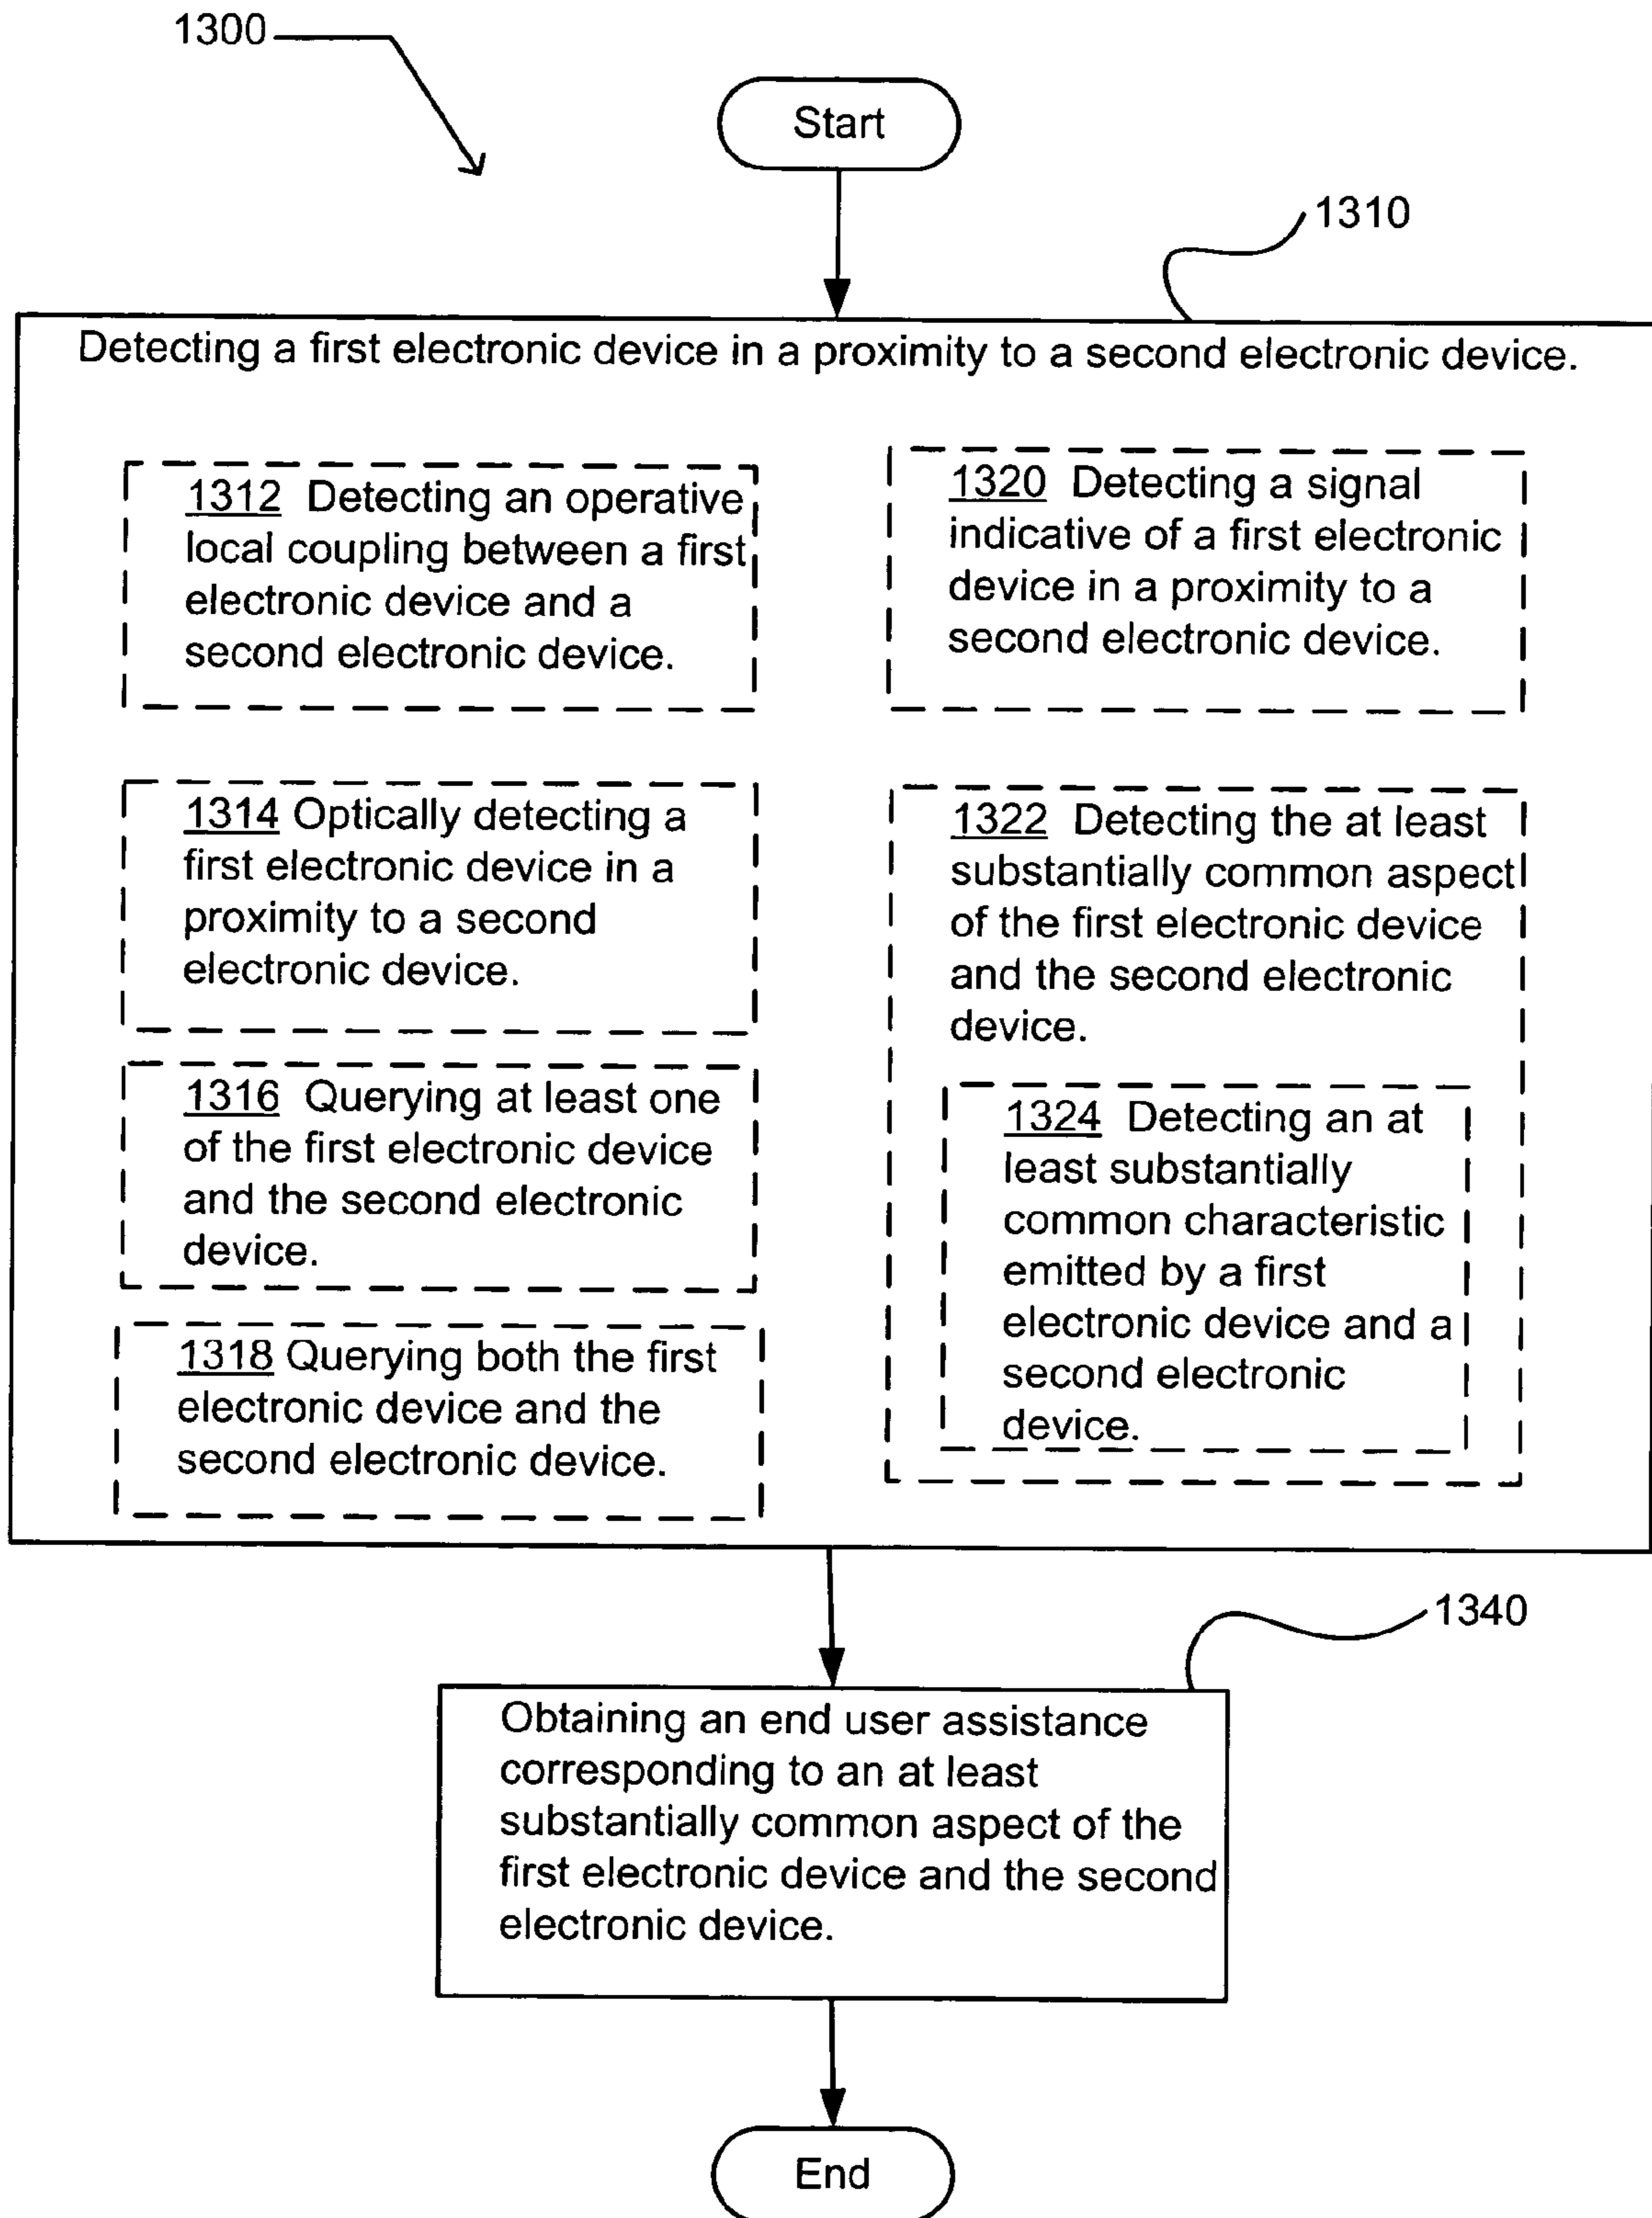 1300
Start
1310
Detecting a first electronic device in a proximity to a second electronic device.
1312 Detecting an operative
local coupling between a first
electronic device and a
second electronic device.
1314 Optically detecting a
first electronic device in a
proximity to a second
electronic device.
1316 Querying at least one
of the first electronic device
and the second electronic
device.
1318 Querying both the first
electronic device and the
second electronic device.
1320 Detecting a signal
indicative of a first electronic
device in a proximity to a
second electronic device.
1322 Detecting the at least
substantially common aspect
of the first electronic device
and the second electronic
device.
1324 Detecting an at
least substantially
common characteristic
emitted by a first
electronic device and a
second electronic
device.
1340
Obtaining an end user assistance
corresponding to an at least
substantially common aspect of the
first electronic device and the second
electronic device.
End